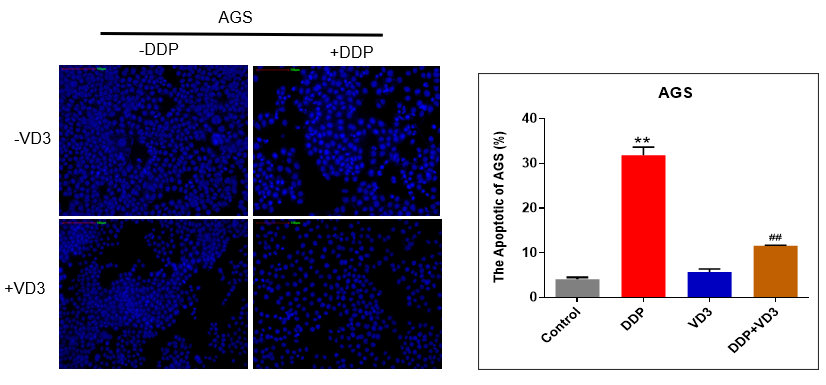 AGS
-DDP
+DDP
-VD3
+VD3
AGS
The Apoptotic of AGS (%)
40
30
20
10
0
**
##
Control
DDP
VD3
DDP+VD3